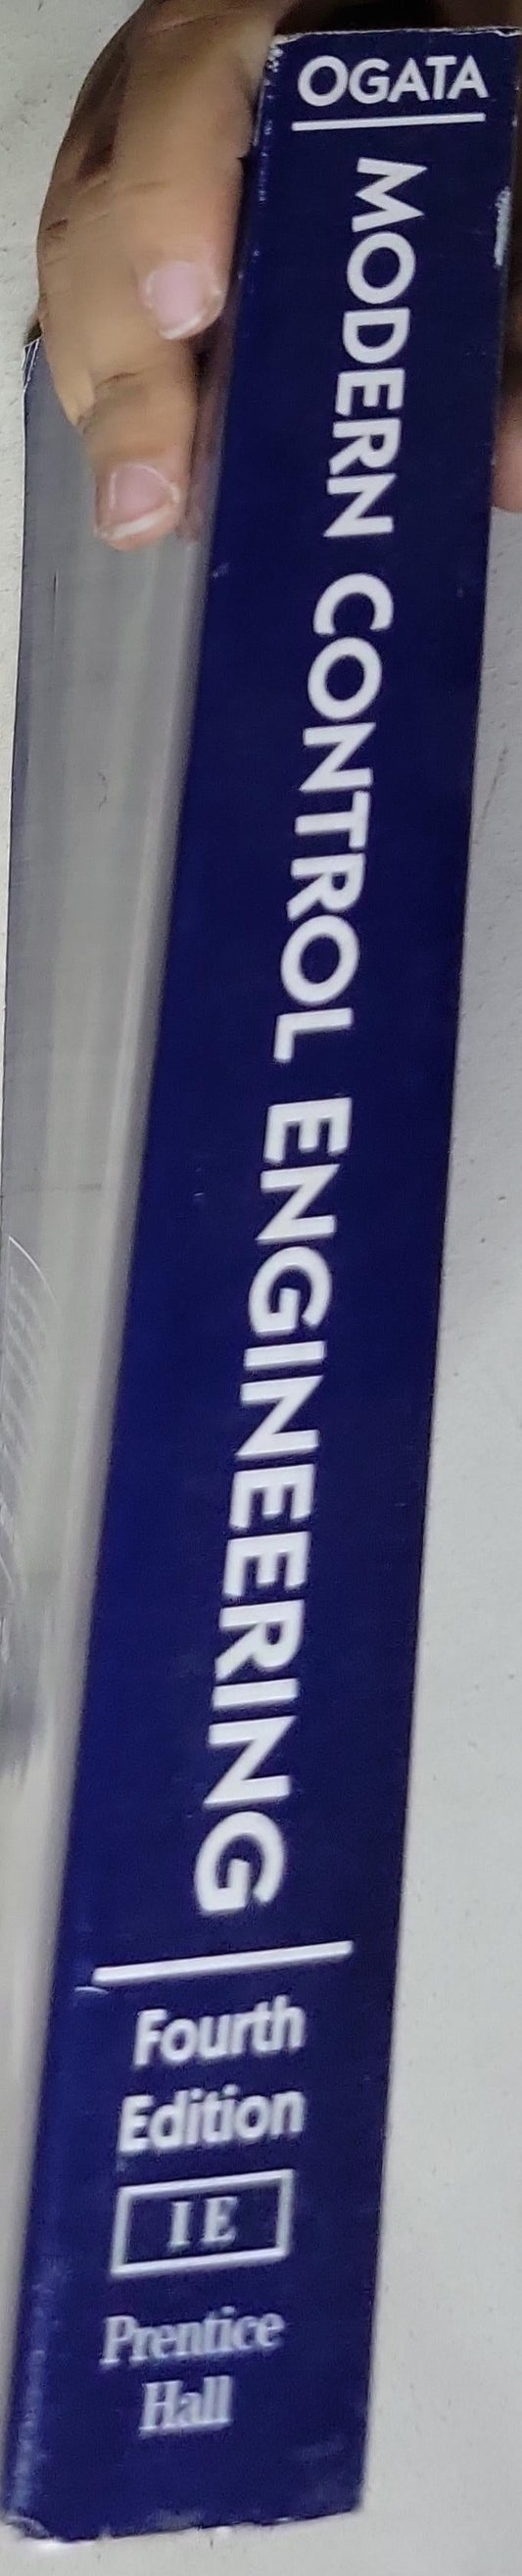 OGATA
MODERN CONTROL ENGINEERING
Fourth
Edition
IE
Prentice
Hall